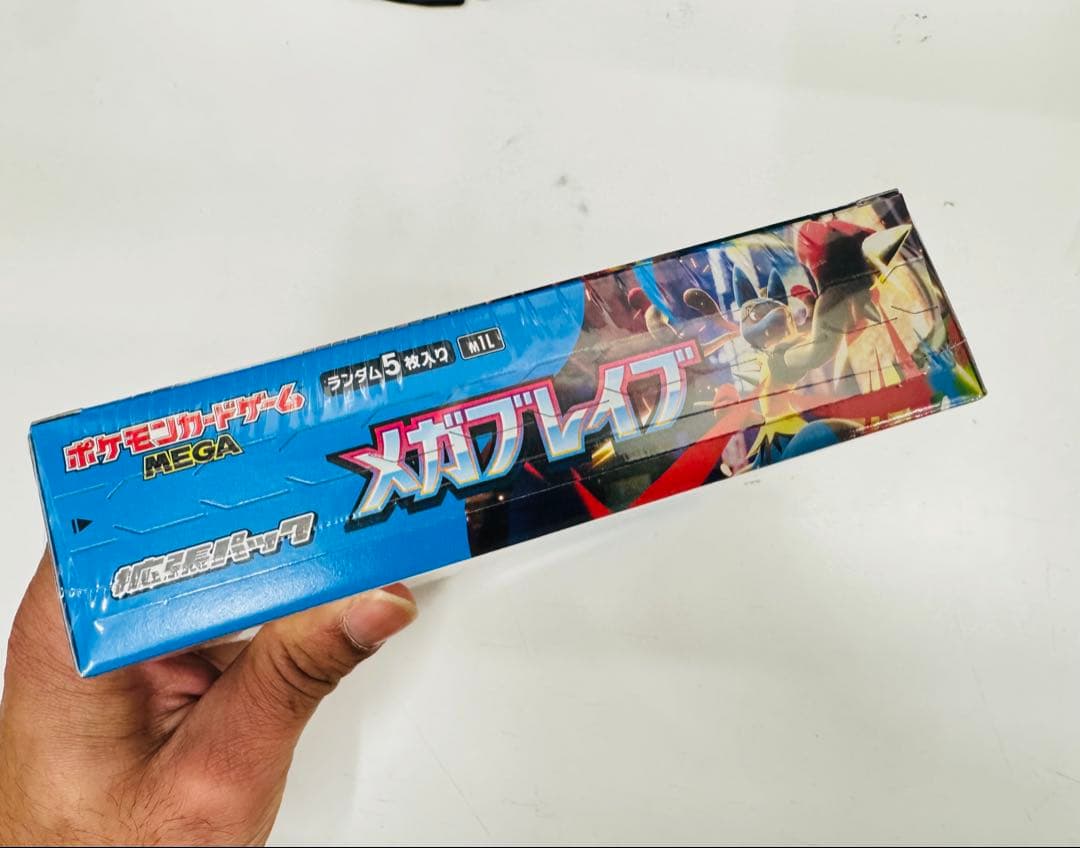 ポケモンカードゲーム
MEGA
ランダム5枚入り
M1L
メガブレイブ
拡張パック